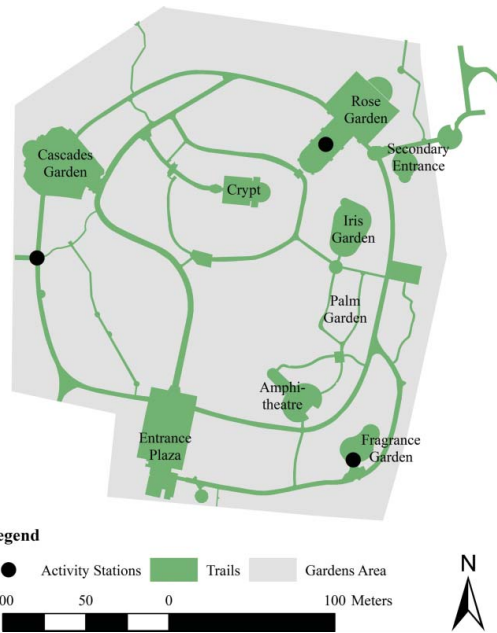 Rose
Garden
Cascades
Garden
Secondary
Entrance
Crypt
Iris
Garden
Palm
Garden
Amphi-
theatre
Entrance
Plaza
Fragrance
Garden
egend
Activity Stations Trails Gardens Area
N
00 50 0 100 Meters